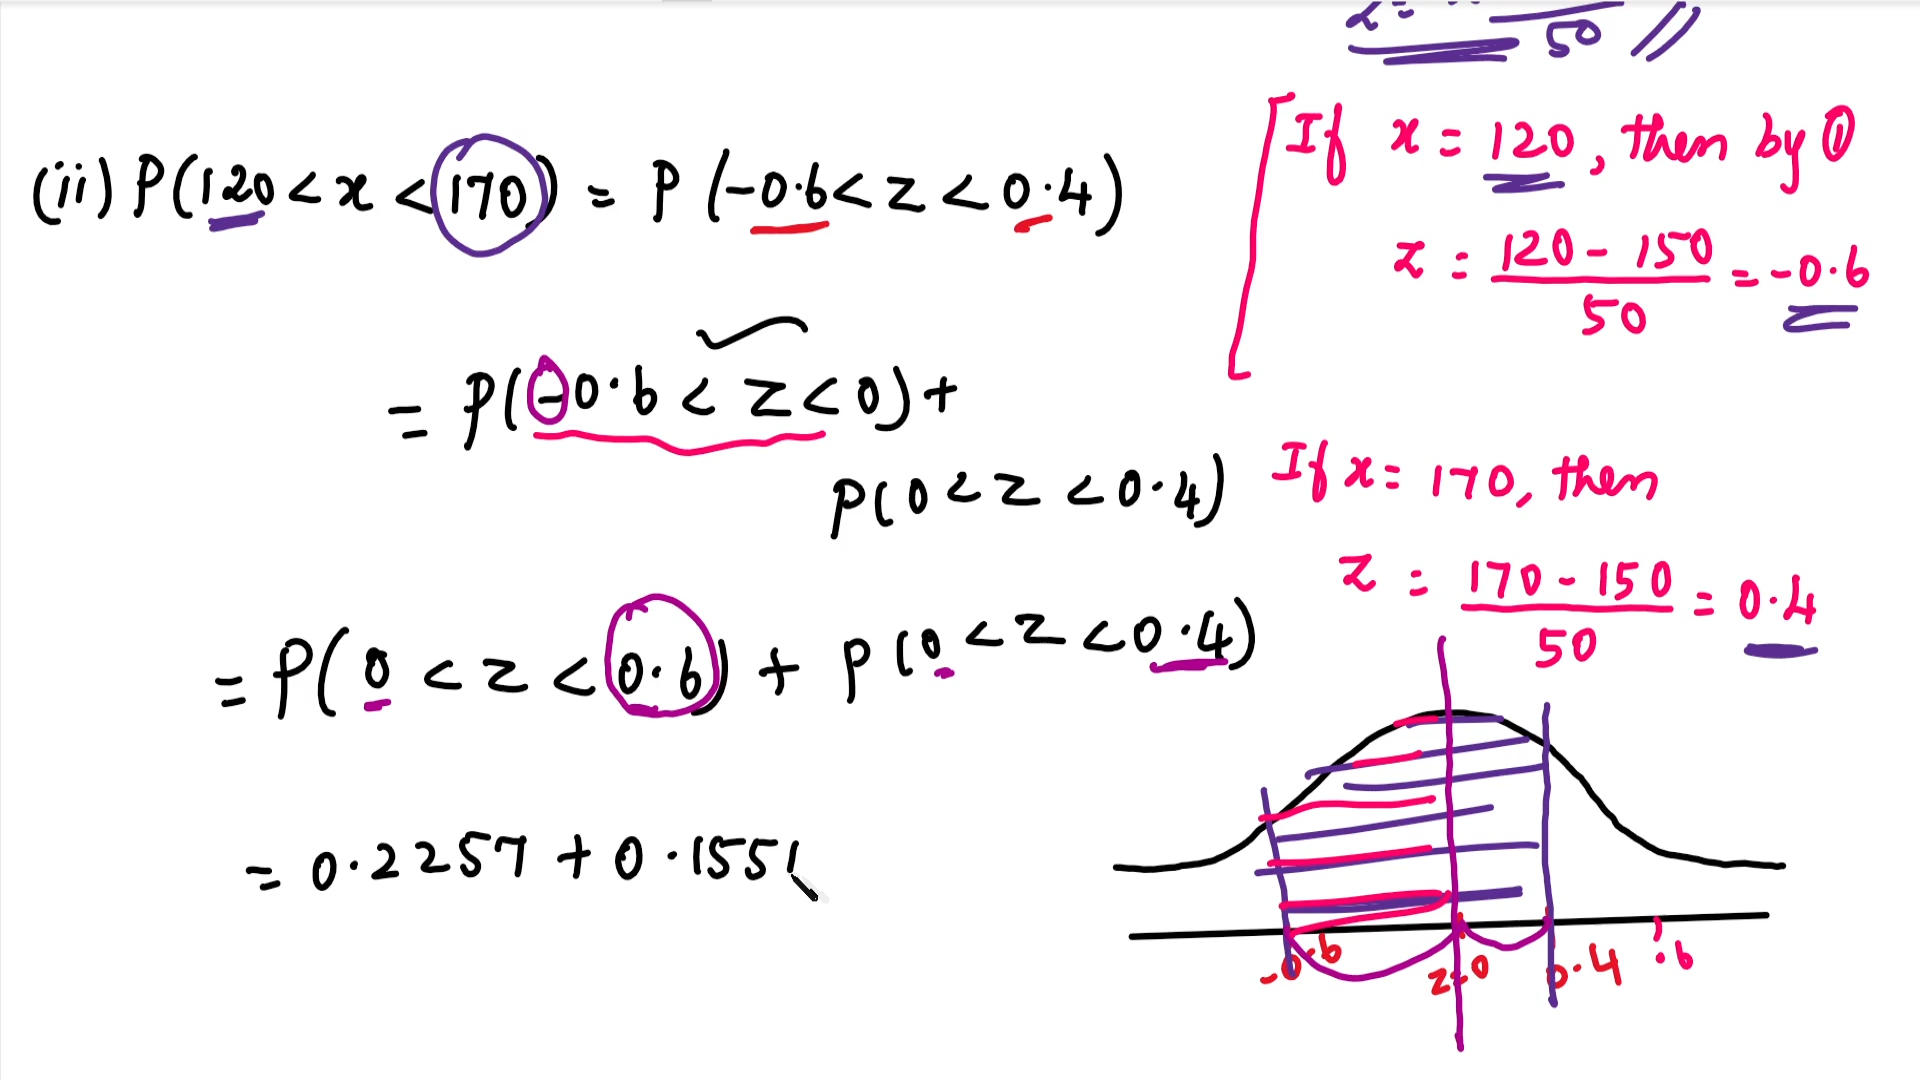 50
(ii) P(120 < x < 170) = P(-0.6 < z < 0.4)
= P(-0.6 < z < 0) +
P(0 < z < 0.4)
= P(0 < z < 0.6) + P(0 < z < 0.4)
= 0.2257 + 0.1551
If x = 120, then by ①
z = 120 - 150 / 50 = -0.6
If x = 170, then
z = 170 - 150 / 50 = 0.4
-0.6 z=0 0.4 .6